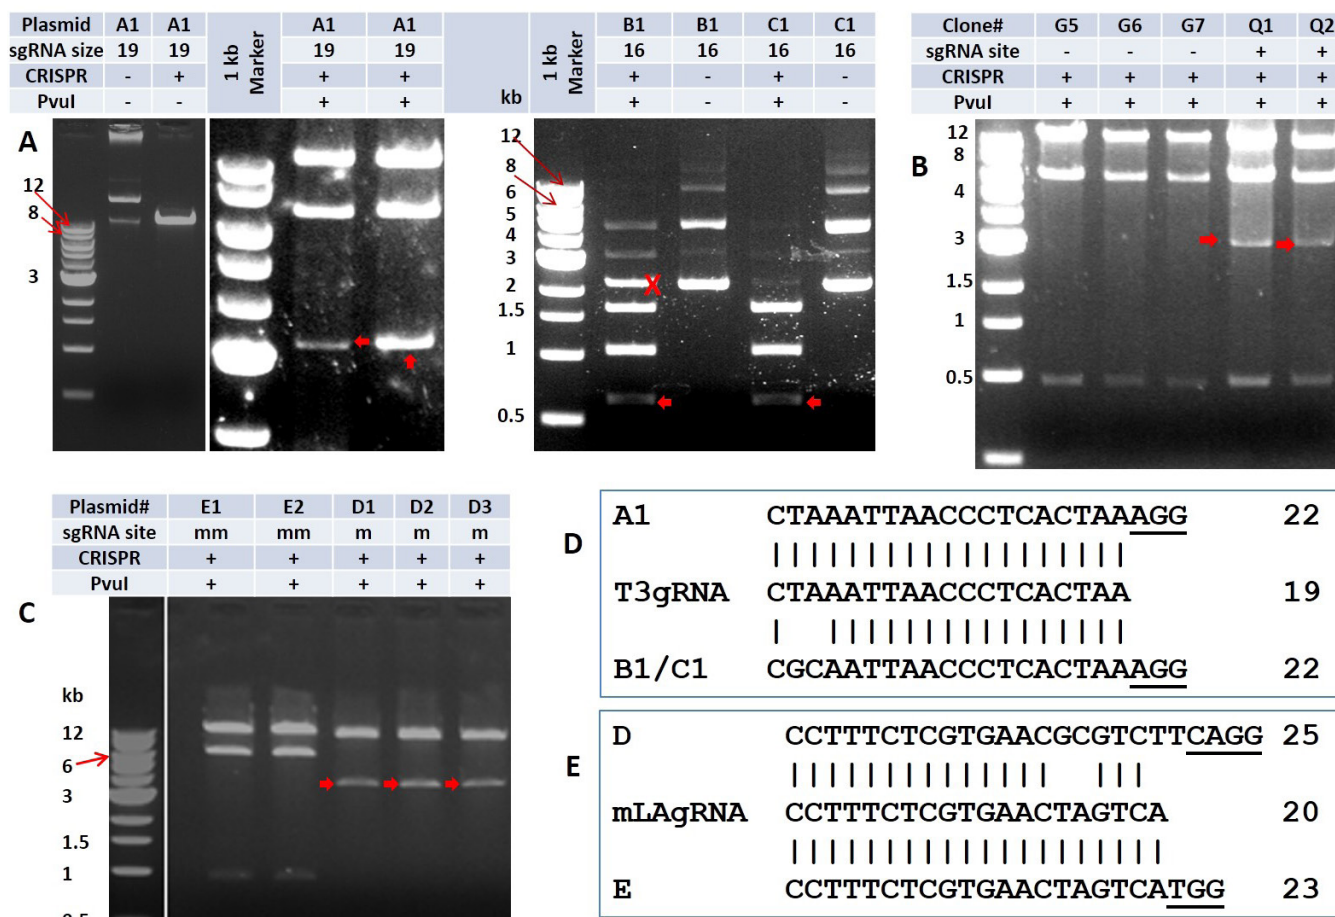 Plasmid A1 A1
sgRNA size 19 19
CRISPR - +
PvuI - -
1 kb Marker
A1 A1
19 19
+ +
+ +
kb
1 kb Marker
B1 B1 C1 C1
16 16 16 16
+ - + -
+ - + -
A
12
8
3
12
8
6
5
4
3
2
1.5
1
0.5
X
Clone# G5 G6 G7 Q1 Q2
sgRNA site - - - + +
CRISPR + + + + +
PvuI + + + + +
B
12
8
4
3
1.5
1
0.5
Plasmid# E1 E2 D1 D2 D3
sgRNA site mm mm m m m
CRISPR + + + + +
PvuI + + + + +
C
kb
12
6
3
1.5
1
0.5
D
A1 CTAAATTAACCCTCACTAAAGG 22
T3gRNA CTAAATTAACCCTCACTAA 19
B1/C1 CGCAATTAACCCTCACTAAAGG 22
E
D CCTTTCTCGTGAACGCGTCTTCAGG 25
mLAgRNA CCTTTCTCGTGAACTAGTCA 20
E CCTTTCTCGTGAACTAGTCATGG 23